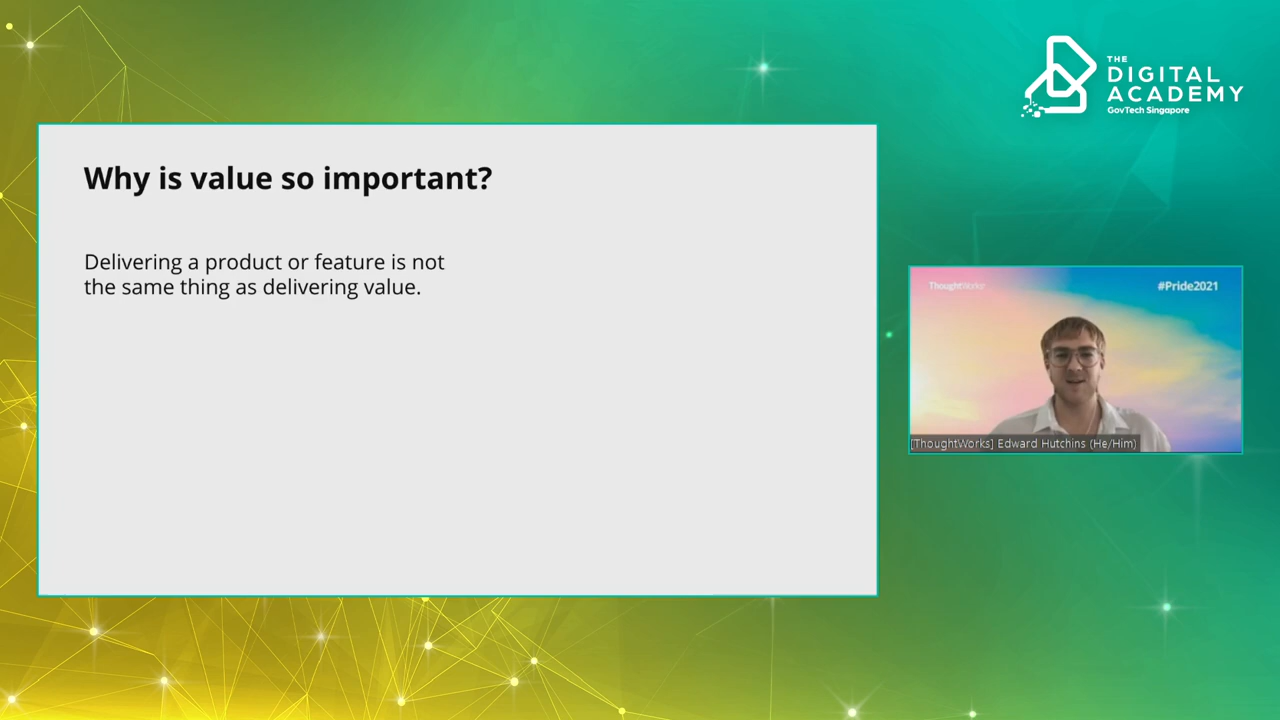 THE
DIGITAL
ACADEMY
GovTech Singapore
Why is value so important?
Delivering a product or feature is not
the same thing as delivering value.
ThoughtWorks
#Pride2021
[ThoughtWorks] Edward Hutchins (He/Him)